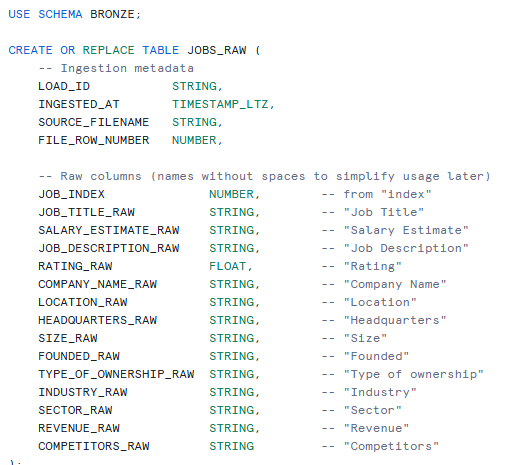 USE SCHEMA BRONZE;
CREATE OR REPLACE TABLE JOBS_RAW (
-- Ingestion metadata
LOAD_ID STRING,
INGESTED_AT TIMESTAMP_LTZ,
SOURCE_FILENAME STRING,
FILE_ROW_NUMBER NUMBER,
-- Raw columns (names without spaces to simplify usage later)
JOB_INDEX NUMBER, -- from "index"
JOB_TITLE_RAW STRING, -- "Job Title"
SALARY_ESTIMATE_RAW STRING, -- "Salary Estimate"
JOB_DESCRIPTION_RAW STRING, -- "Job Description"
RATING_RAW FLOAT, -- "Rating"
COMPANY_NAME_RAW STRING, -- "Company Name"
LOCATION_RAW STRING, -- "Location"
HEADQUARTERS_RAW STRING, -- "Headquarters"
SIZE_RAW STRING, -- "Size"
FOUNDED_RAW STRING, -- "Founded"
TYPE_OF_OWNERSHIP_RAW STRING, -- "Type of ownership"
INDUSTRY_RAW STRING, -- "Industry"
SECTOR_RAW STRING, -- "Sector"
REVENUE_RAW STRING, -- "Revenue"
COMPETITORS_RAW STRING -- "Competitors"
);